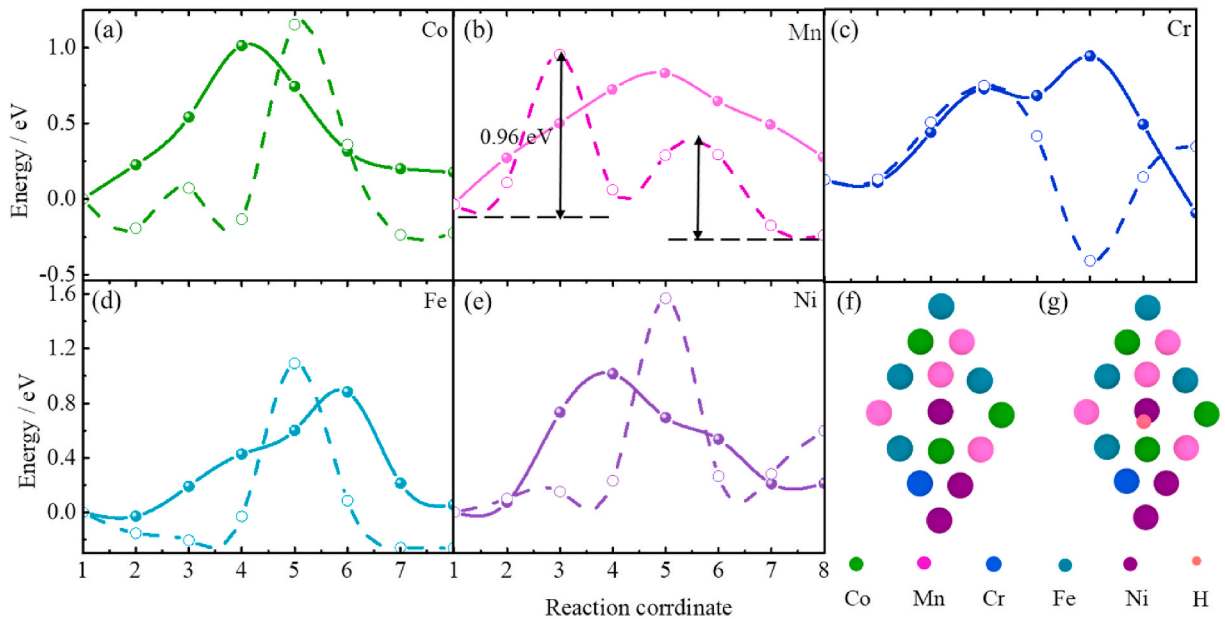 (a) Co (b) Mn (c) Cr
1.0
0.5
0.0
-0.5
Energy / eV
0.96 eV
(d) Fe (e) Ni (f) (g)
1.6
1.2
0.8
0.4
0.0
Energy / eV
1 2 3 4 5 6 7 1 2 3 4 5 6 7 8
Reaction corrdinate
Co Mn Cr Fe Ni H